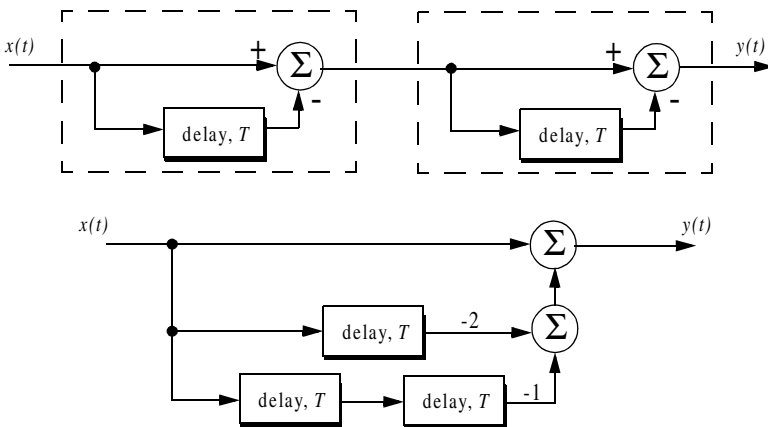 x(t) + Σ - delay, T + Σ - delay, T y(t)
x(t) Σ y(t)
delay, T -2 Σ
delay, T delay, T -1